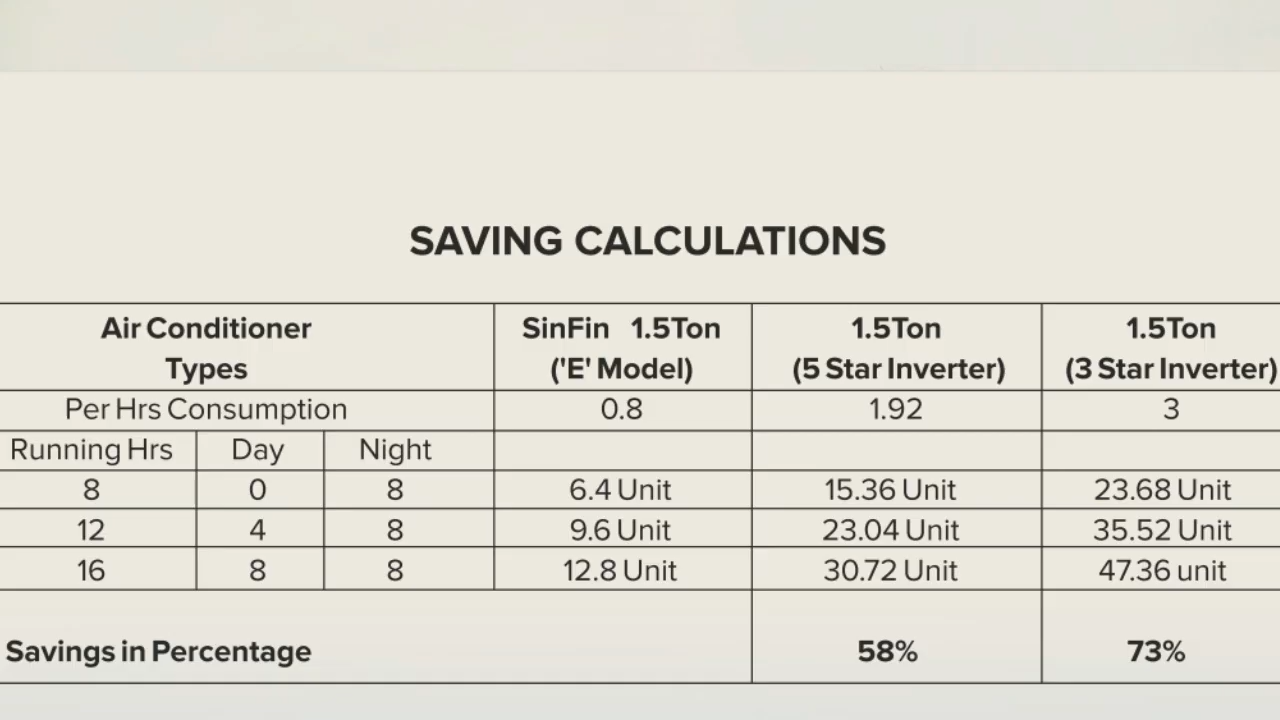 SAVING CALCULATIONS
Air Conditioner Types SinFin 1.5Ton ('E' Model) 1.5Ton (5 Star Inverter) 1.5Ton (3 Star Inverter)
Per Hrs Consumption 0.8 1.92 3
Running Hrs Day Night
8 0 8 6.4 Unit 15.36 Unit 23.68 Unit
12 4 8 9.6 Unit 23.04 Unit 35.52 Unit
16 8 8 12.8 Unit 30.72 Unit 47.36 unit
Savings in Percentage 58% 73%